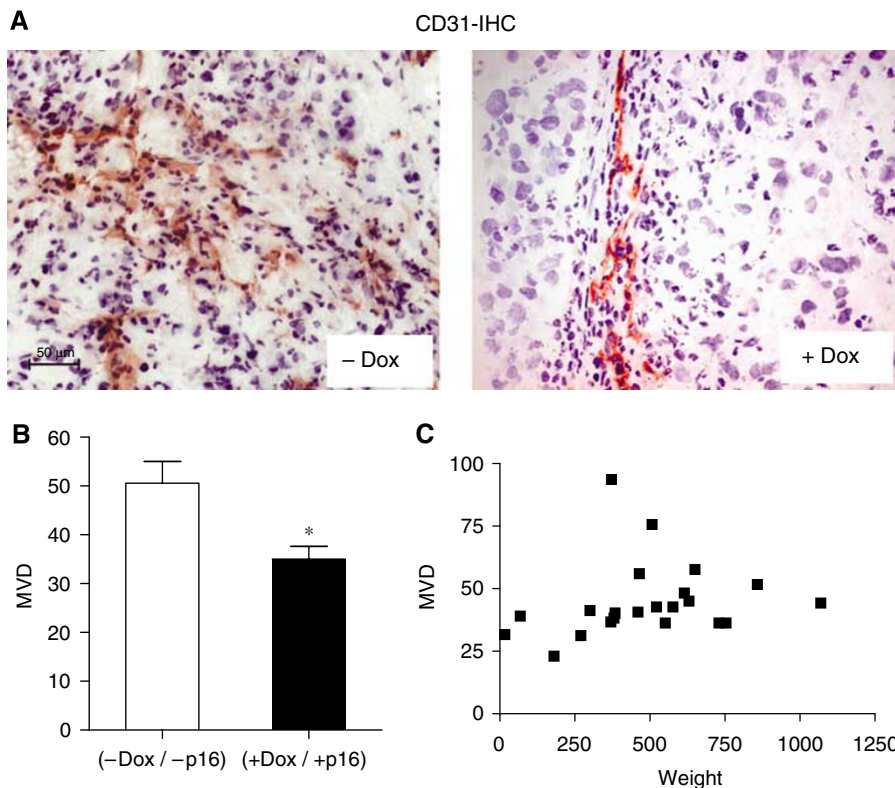 A
CD31-IHC
50 µm
– Dox
+ Dox
B
60
50
40
30
20
10
0
MVD
*
(–Dox / –p16)
(+Dox / +p16)
C
100
75
50
25
0
MVD
0 250 500 750 1000 1250
Weight